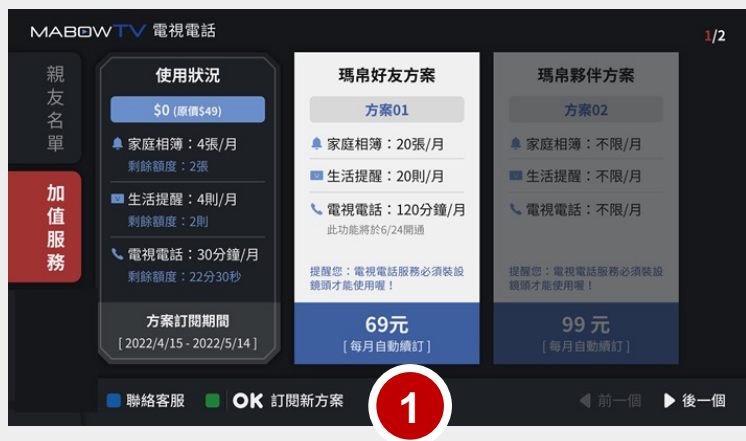 MABOWTV 電視電話
1/2
親友名單
加值服務
使用狀況
$0 (原價$49)
家庭相簿：4張/月
剩餘額度：2張
生活提醒：4則/月
剩餘額度：2則
電視電話：30分鐘/月
剩餘額度：22分30秒
方案訂閱期間
[ 2022/4/15 - 2022/5/14 ]
瑪帛好友方案
方案01
家庭相簿：20張/月
生活提醒：20則/月
電視電話：120分鐘/月
此功能將於6/24開通
提醒您：電視電話服務必須裝設
鏡頭才能使用喔！
69元
[ 每月自動續訂 ]
瑪帛夥伴方案
方案02
家庭相簿：不限/月
生活提醒：不限/月
電視電話：不限/月
提醒您：電視電話服務必須裝設
鏡頭才能使用喔！
99 元
[ 每月自動續訂 ]
聯絡客服
OK 訂閱新方案
1
前一個
後一個